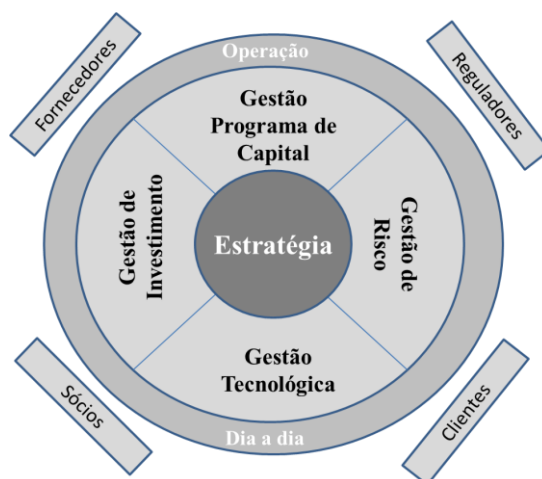 Operação
Fornecedores
Reguladores
Gestão
Programa de
Capital
Gestão de
Investimento
Estratégia
Gestão de
Risco
Gestão
Tecnológica
Sócios
Clientes
Dia a dia